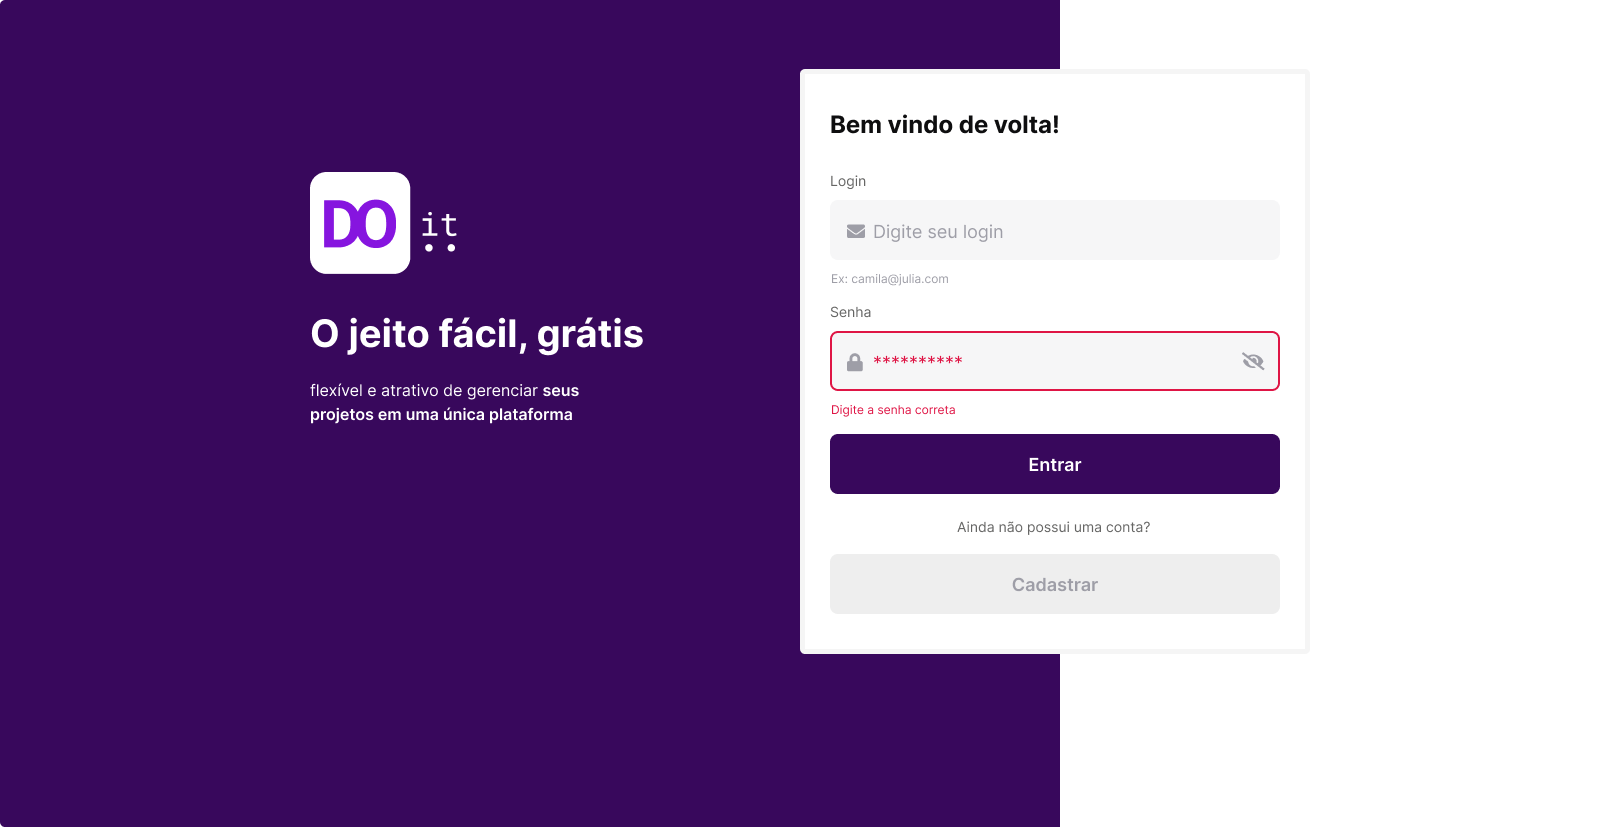 DO it
O jeito fácil, grátis
flexível e atrativo de gerenciar seus
projetos em uma única plataforma
Bem vindo de volta!
Login
Digite seu login
Ex: camila@julia.com
Senha
**********
Digite a senha correta
Entrar
Ainda não possui uma conta?
Cadastrar